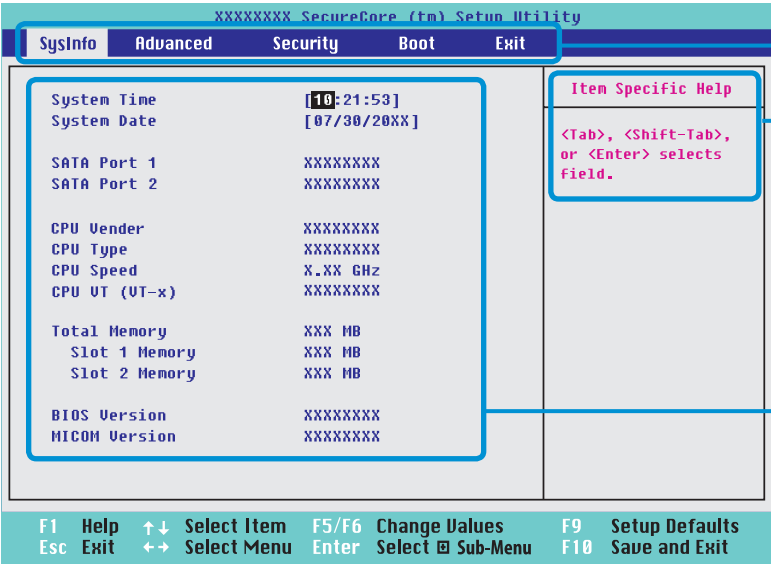 XXXXXXXX SecureCore (tm) Setup Utility
SysInfo Advanced Security Boot Exit
System Time [10:21:53]
System Date [07/30/20XX]
SATA Port 1 XXXXXXXX
SATA Port 2 XXXXXXXX
CPU Vender XXXXXXXX
CPU Type XXXXXXXX
CPU Speed X.XX GHz
CPU VT (VT-x) XXXXXXXX
Total Memory XXX MB
Slot 1 Memory XXX MB
Slot 2 Memory XXX MB
BIOS Version XXXXXXXX
MICOM Version XXXXXXXX
Item Specific Help
<Tab>, <Shift-Tab>,
or <Enter> selects
field.
F1 Help ↑↓ Select Item F5/F6 Change Values F9 Setup Defaults
Esc Exit ←→ Select Menu Enter Select ⊞ Sub-Menu F10 Save and Exit